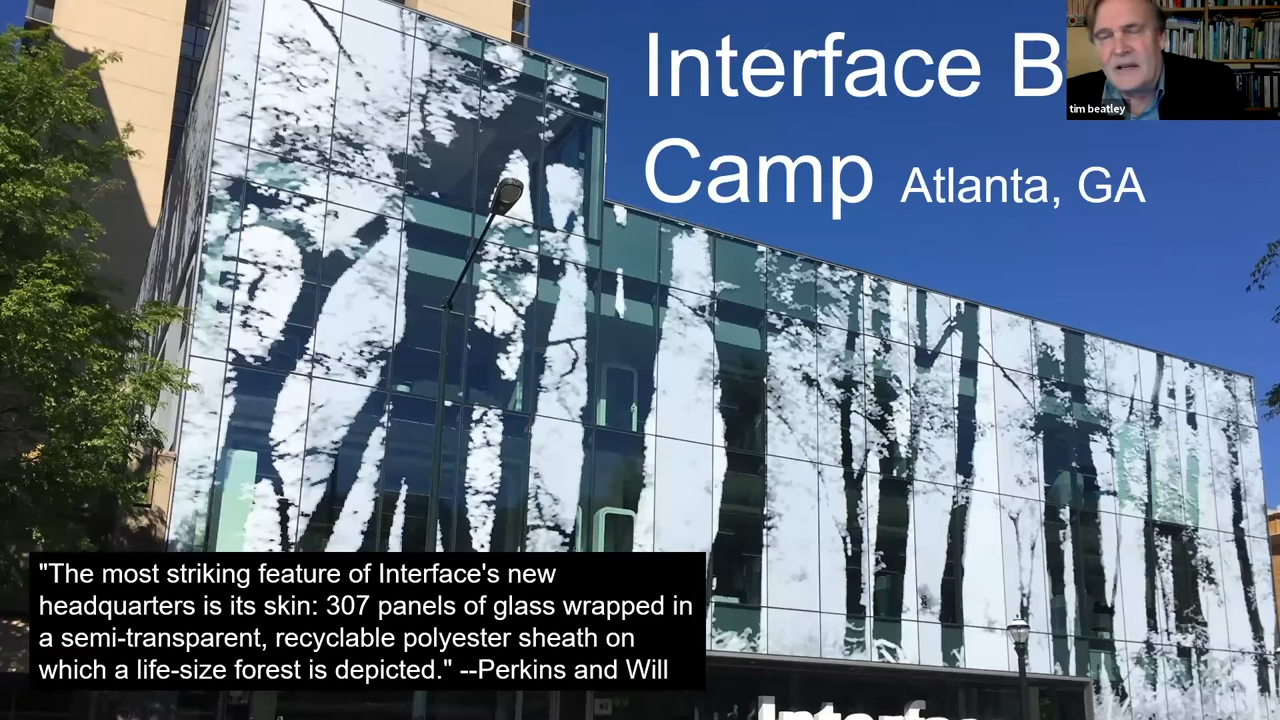 Interface B
Camp Atlanta, GA
tim beatley
"The most striking feature of Interface's new
headquarters is its skin: 307 panels of glass wrapped in
a semi-transparent, recyclable polyester sheath on
which a life-size forest is depicted." --Perkins and Will